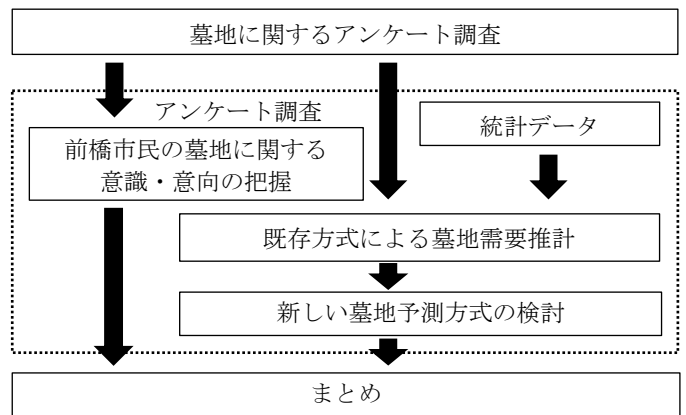 墓地に関するアンケート調査
アンケート調査
前橋市民の墓地に関する
意識・意向の把握
統計データ
既存方式による墓地需要推計
新しい墓地予測方式の検討
まとめ